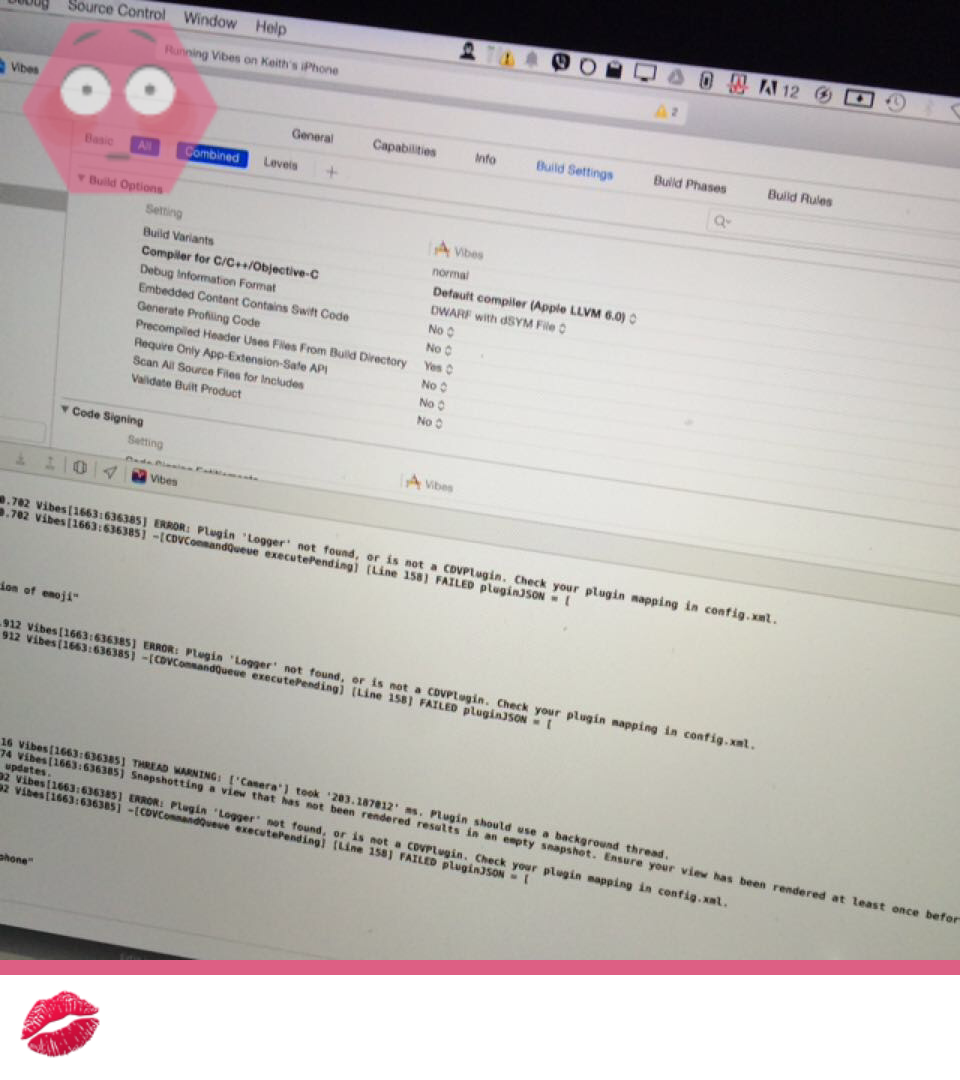 Debug Source Control Window Help
Running Vibes on Keith's iPhone
12
Vibes
2
General Capabilities Info Build Settings Build Phases Build Rules
Basic All Combined Levels +
Build Options
Setting Vibes
Build Variants normal
Compiler for C/C++/Objective-C Default compiler (Apple LLVM 6.0)
Debug Information Format DWARF with dSYM File
Embedded Content Contains Swift Code No
Generate Profiling Code No
Precompiled Header Uses Files From Build Directory Yes
Require Only App-Extension-Safe API No
Scan All Source Files for Includes No
Validate Built Product No
Code Signing
Setting Vibes
Code Signing Entitlements
Vibes
0.702 Vibes[1663:636385] ERROR: Plugin 'Logger' not found, or is not a CDVPlugin. Check your plugin mapping in config.xml.
0.702 Vibes[1663:636385] -[CDVCommandQueue executePending] [Line 158] FAILED pluginJSON = [
ion of emoji"
.912 Vibes[1663:636385] ERROR: Plugin 'Logger' not found, or is not a CDVPlugin. Check your plugin mapping in config.xml.
912 Vibes[1663:636385] -[CDVCommandQueue executePending] [Line 158] FAILED pluginJSON = [
16 Vibes[1663:636385] THREAD WARNING: ['Camera'] took '203.187012' ms. Plugin should use a background thread.
74 Vibes[1663:636385] Snapshotting a view that has not been rendered results in an empty snapshot. Ensure your view has been rendered at least once befor
updates.
92 Vibes[1663:636385] ERROR: Plugin 'Logger' not found, or is not a CDVPlugin. Check your plugin mapping in config.xml.
92 Vibes[1663:636385] -[CDVCommandQueue executePending] [Line 158] FAILED pluginJSON = [
phone"